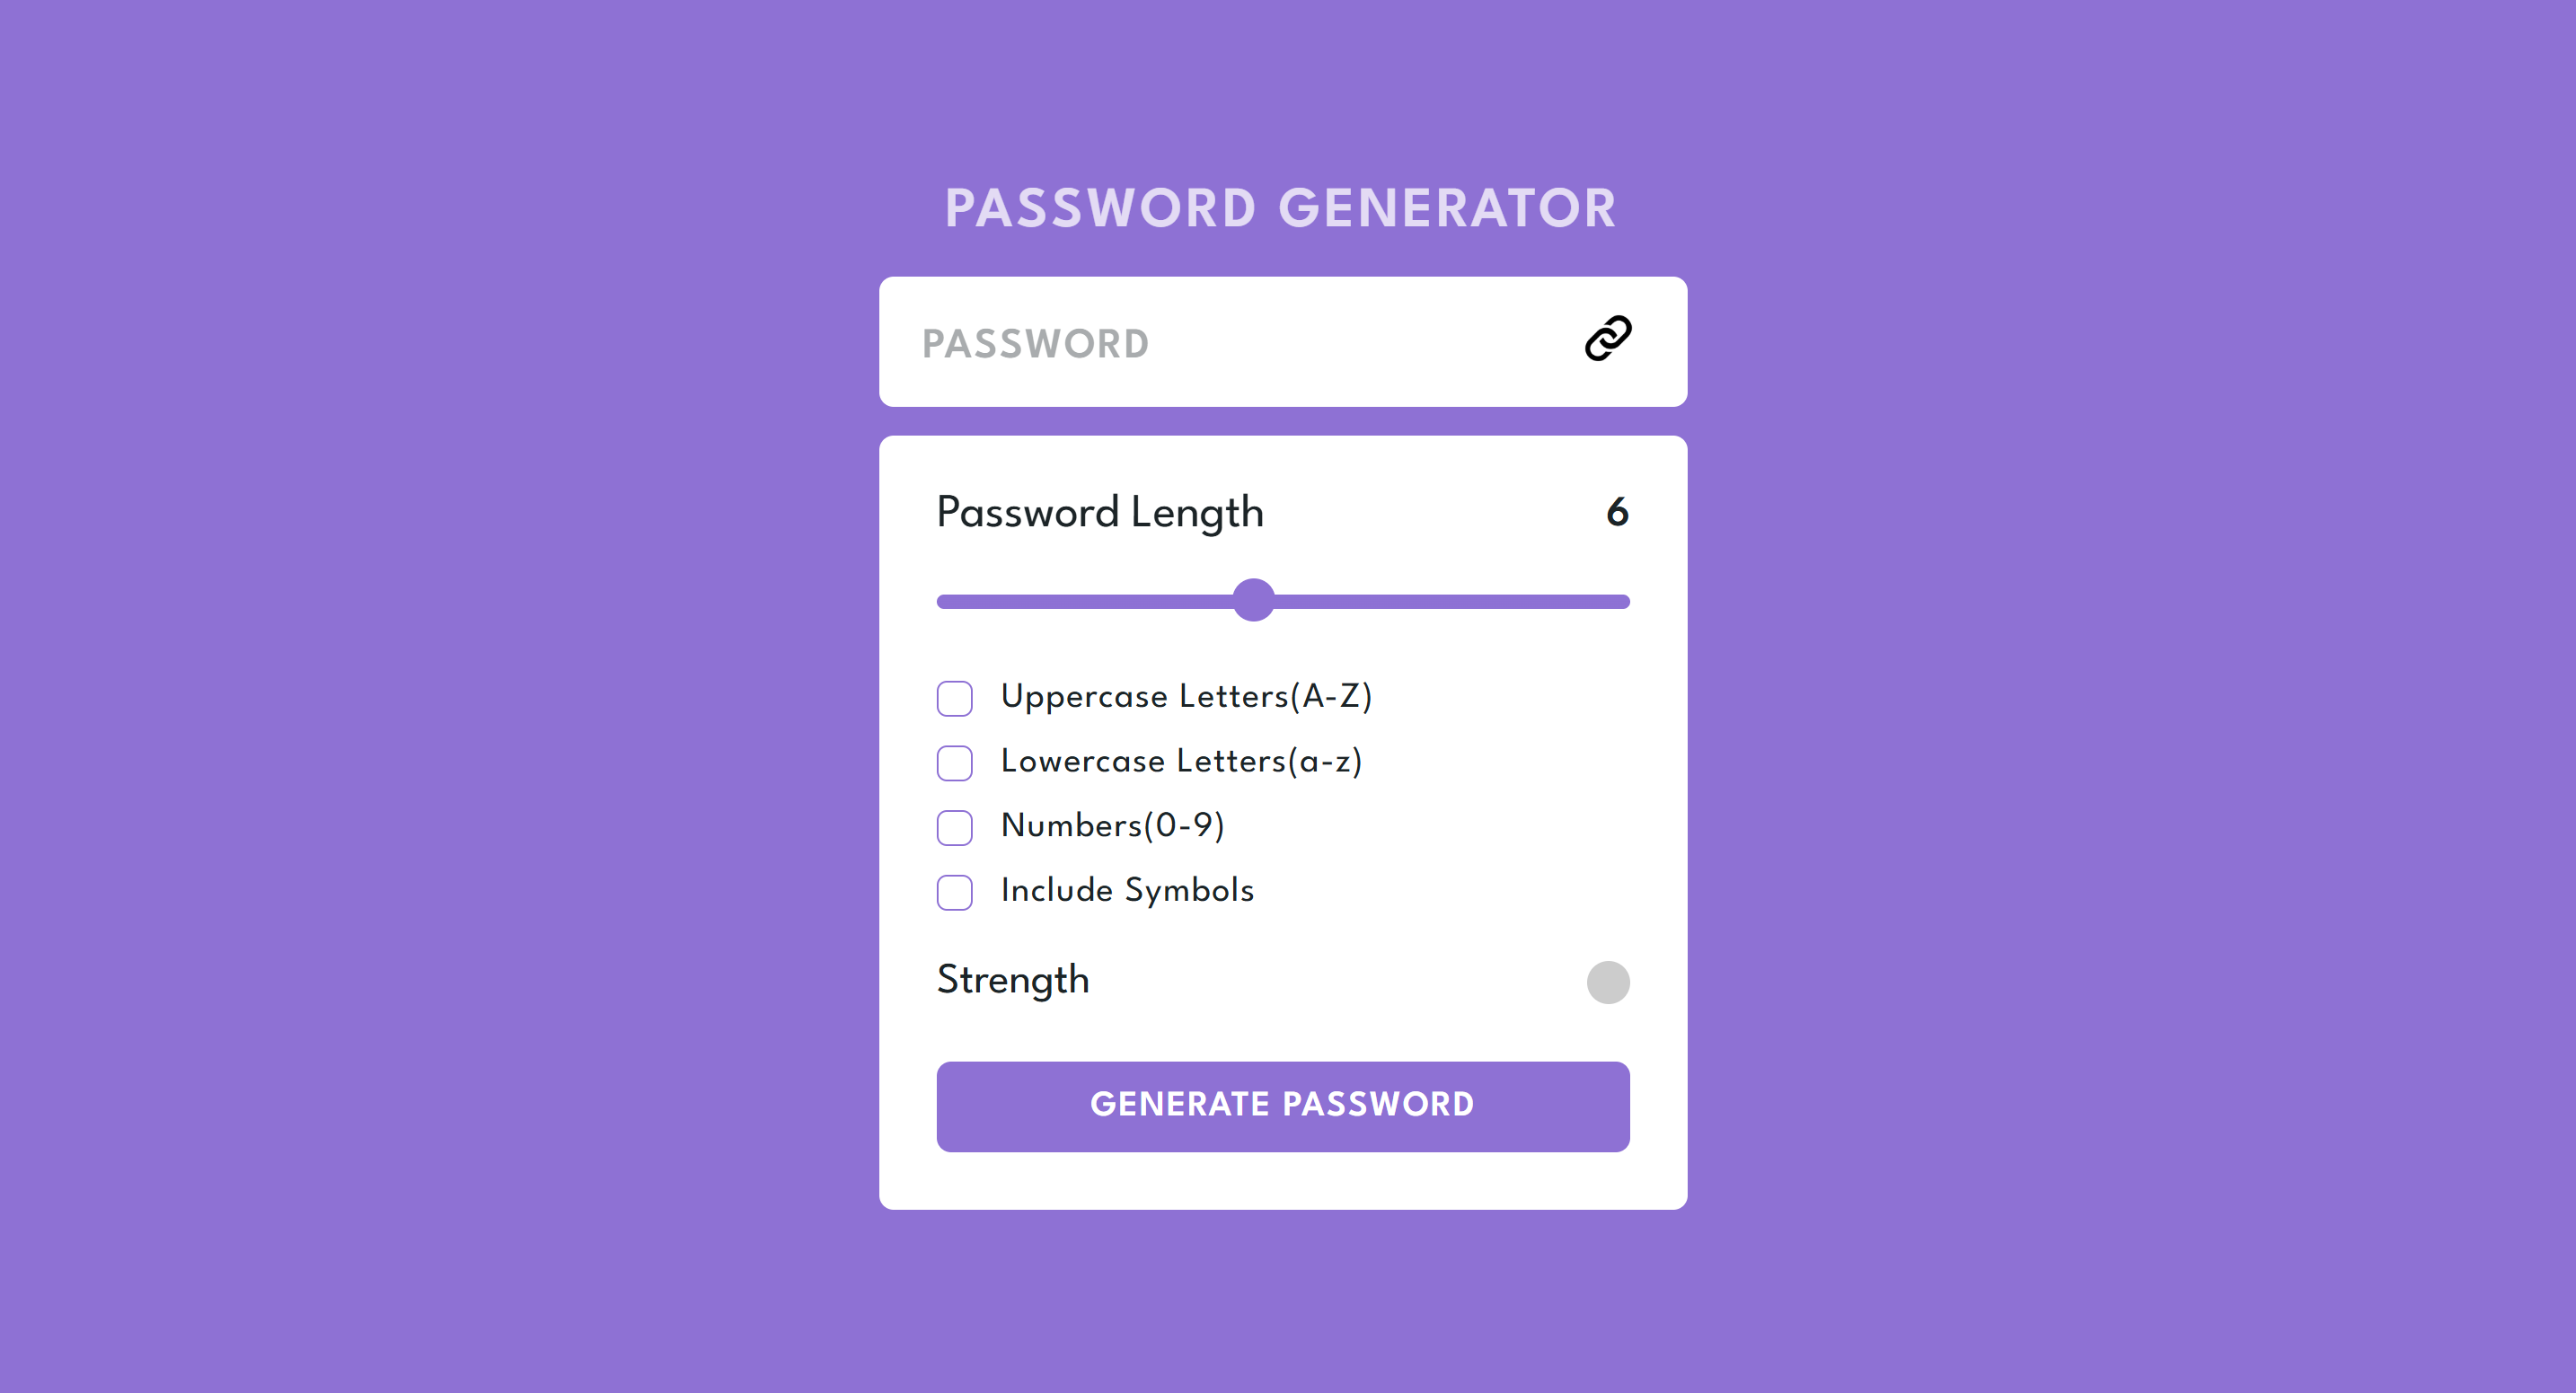 PASSWORD GENERATOR
PASSWORD
Password Length 6
Uppercase Letters(A-Z)
Lowercase Letters(a-z)
Numbers(0-9)
Include Symbols
Strength
GENERATE PASSWORD